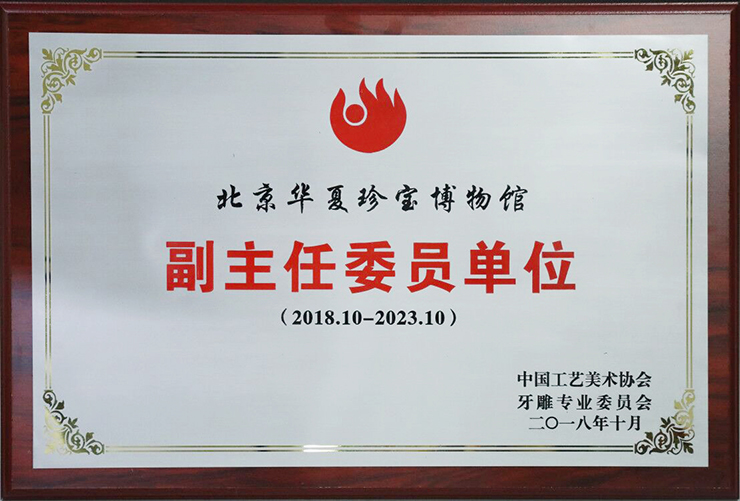 北京华夏珍宝博物馆
副主任委员单位
（2018.10-2023.10）
中国工艺美术协会
牙雕专业委员会
二〇一八年十月